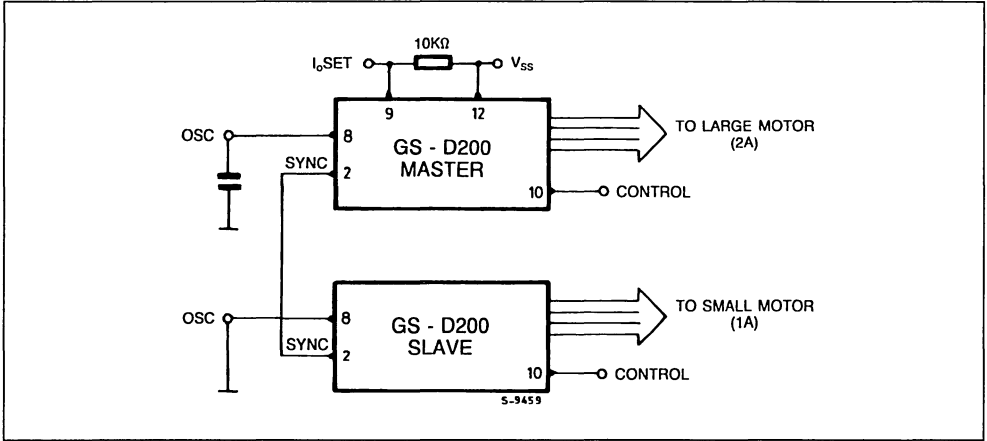 10KΩ
IₒSET
Vₛₛ
9
12
OSC
8
GS - D200
MASTER
TO LARGE MOTOR
(2A)
SYNC
2
10
CONTROL
OSC
8
GS - D200
SLAVE
TO SMALL MOTOR
(1A)
SYNC
2
10
CONTROL
S-9459